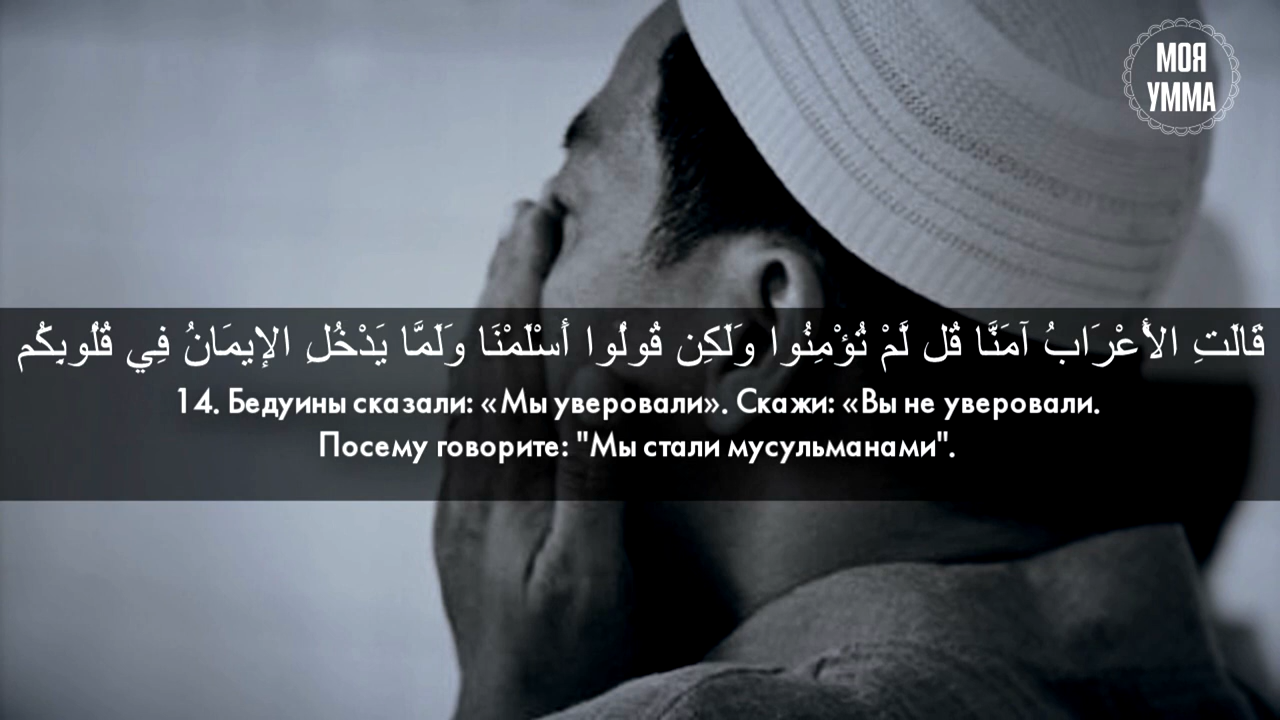 МОЯ
УММА
قَالَتِ الأَعْرَابُ آمَنَّا قُل لَّمْ تُؤْمِنُوا وَلَكِن قُولُوا أَسْلَمْنَا وَلَمَّا يَدْخُلِ الإِيمَانُ فِي قُلُوبِكُم
14. Бедуины сказали: «Мы уверовали». Скажи: «Вы не уверовали.
Посему говорите: "Мы стали мусульманами".